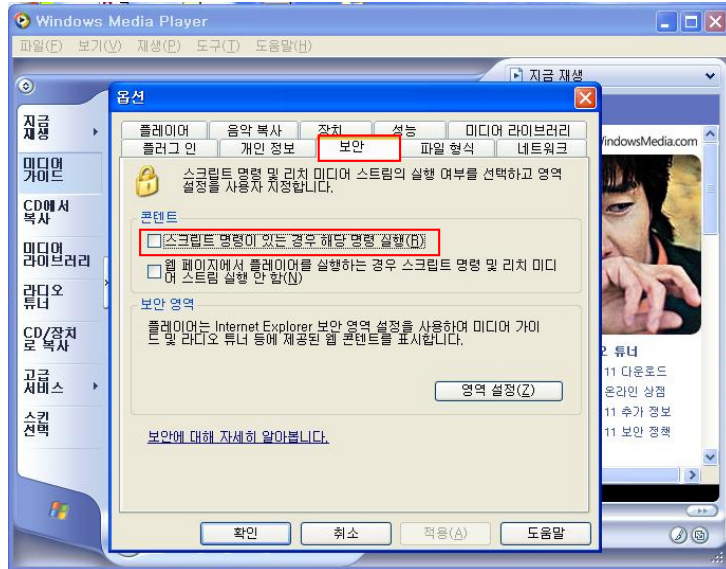 Windows Media Player
파일(F) 보기(V) 재생(P) 도구(T) 도움말(H)
지금 재생
지금
재생
미디어
가이드
CD에서
복사
미디어
라이브러리
라디오
튜너
CD/장치
로 복사
고급
서비스
스킨
선택
옵션
플레이어 음악 복사 장치 성능 미디어 라이브러리
플러그 인 개인 정보 보안 파일 형식 네트워크
스크립트 명령 및 리치 미디어 스트림의 실행 여부를 선택하고 영역
설정을 사용자 지정합니다.
콘텐트
스크립트 명령이 있는 경우 해당 명령 실행(R)
웹 페이지에서 플레이어를 실행하는 경우 스크립트 명령 및 리치 미디
어 스트림 실행 안 함(N)
보안 영역
플레이어는 Internet Explorer 보안 영역 설정을 사용하여 미디어 가이
드 및 라디오 튜너 등에 제공된 웹 콘텐트를 표시합니다.
영역 설정(Z)
보안에 대해 자세히 알아봅니다.
확인 취소 적용(A) 도움말
WindowsMedia.com
튜너
11 다운로드
온라인 상점
11 추가 정보
11 보안 정책